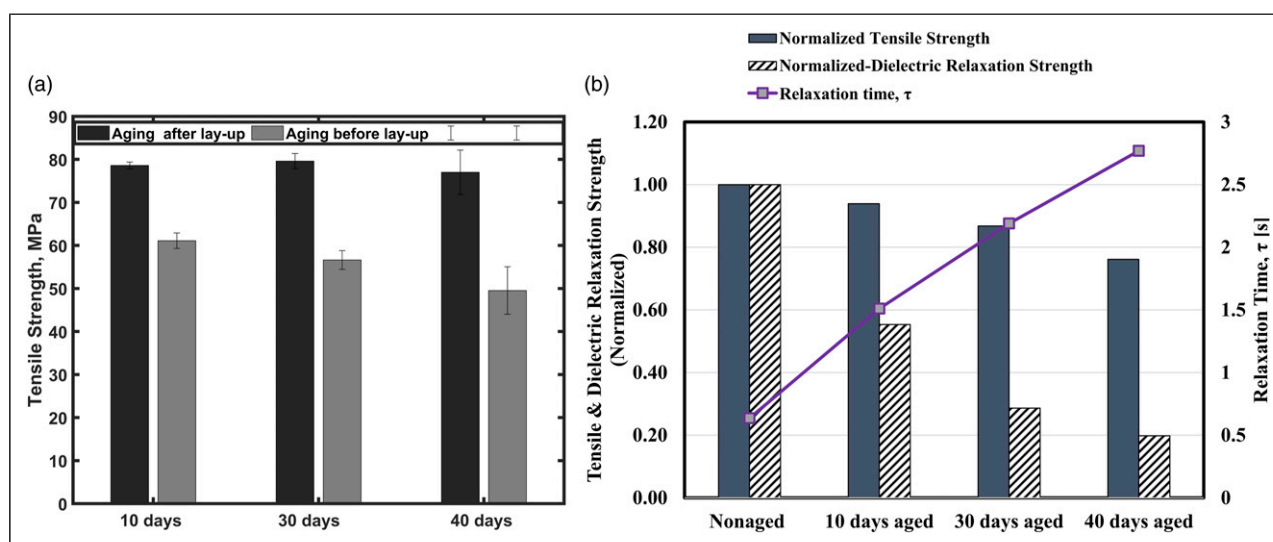 (a)
Aging after lay-up Aging before lay-up
90
80
70
60
50
40
30
20
10
0
Tensile Strength, MPa
10 days 30 days 40 days
(b)
Normalized Tensile Strength
Normalized-Dielectric Relaxation Strength
Relaxation time, τ
1.20
1.00
0.80
0.60
0.40
0.20
0.00
Tensile & Dielectric Relaxation Strength
(Normalized)
3
2.5
2
1.5
1
0.5
0
Relaxation Time, τ [s]
Nonaged 10 days aged 30 days aged 40 days aged